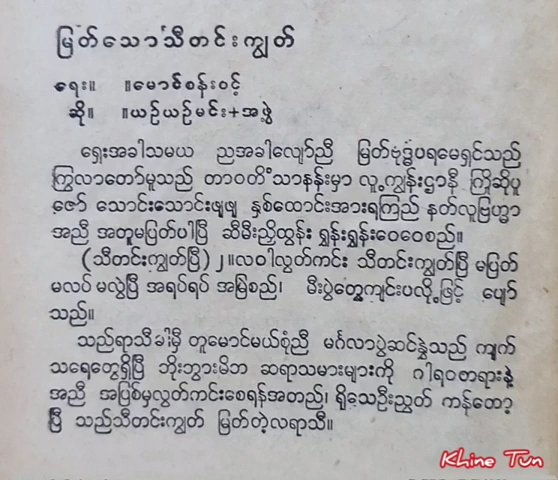 မြတ်သောသီတင်းကျွတ်
ရေး။ ။မောင်စန်းဝင့်
ဆို။ ။ယဉ်ယဉ်မင်း+အဖွဲ့
ရှေးအခါသမယ ညအခါလျော်ညီ မြတ်ဗုဒ္ဓပရမေရှင်သည်
ကြွလာတော်မူသည် တာဝတိံသာနန်းမှာ လူ့ကျွန်းဌာနီ ကြိုဆိုပူ
ဇော် သောင်းသောင်းဖျဖျ နှစ်ထောင်းအားရကြည် နတ်လူဗြဟ္မာ
အညီ အတူမပြတ်ပါပြီ ဆီမီးညှိထွန်း ရွှန်းရွှန်းဝေဝေစည်။
(သီတင်းကျွတ်ပြီ)၂။လဝါလွတ်ကင်း သီတင်းကျွတ်ပြီ မပြတ်
မလပ် မလွဲပြီ အရပ်ရပ် အမြဲစည်၊ မီးပွဲတွေ့ကျင်းပလို့ဖြင့် ပျော်
သည်။
သည်ရာသီခါမှီ တူမောင်မယ်စုံညီ မင်္ဂလာပွဲဆင်နွှဲသည် ကျက်
သရေတွေရှိပြီ ဘိုးဘွားမိဘ ဆရာသမားများကို ဂါရဝတရားနဲ့
အညီ အပြစ်မှလွတ်ကင်းစေရန်အတည်၊ ရိုသေဦးညွှတ် ကန်တော့
ပြီ သည်သီတင်းကျွတ် မြတ်တဲ့လရာသီ။
Khine Tun